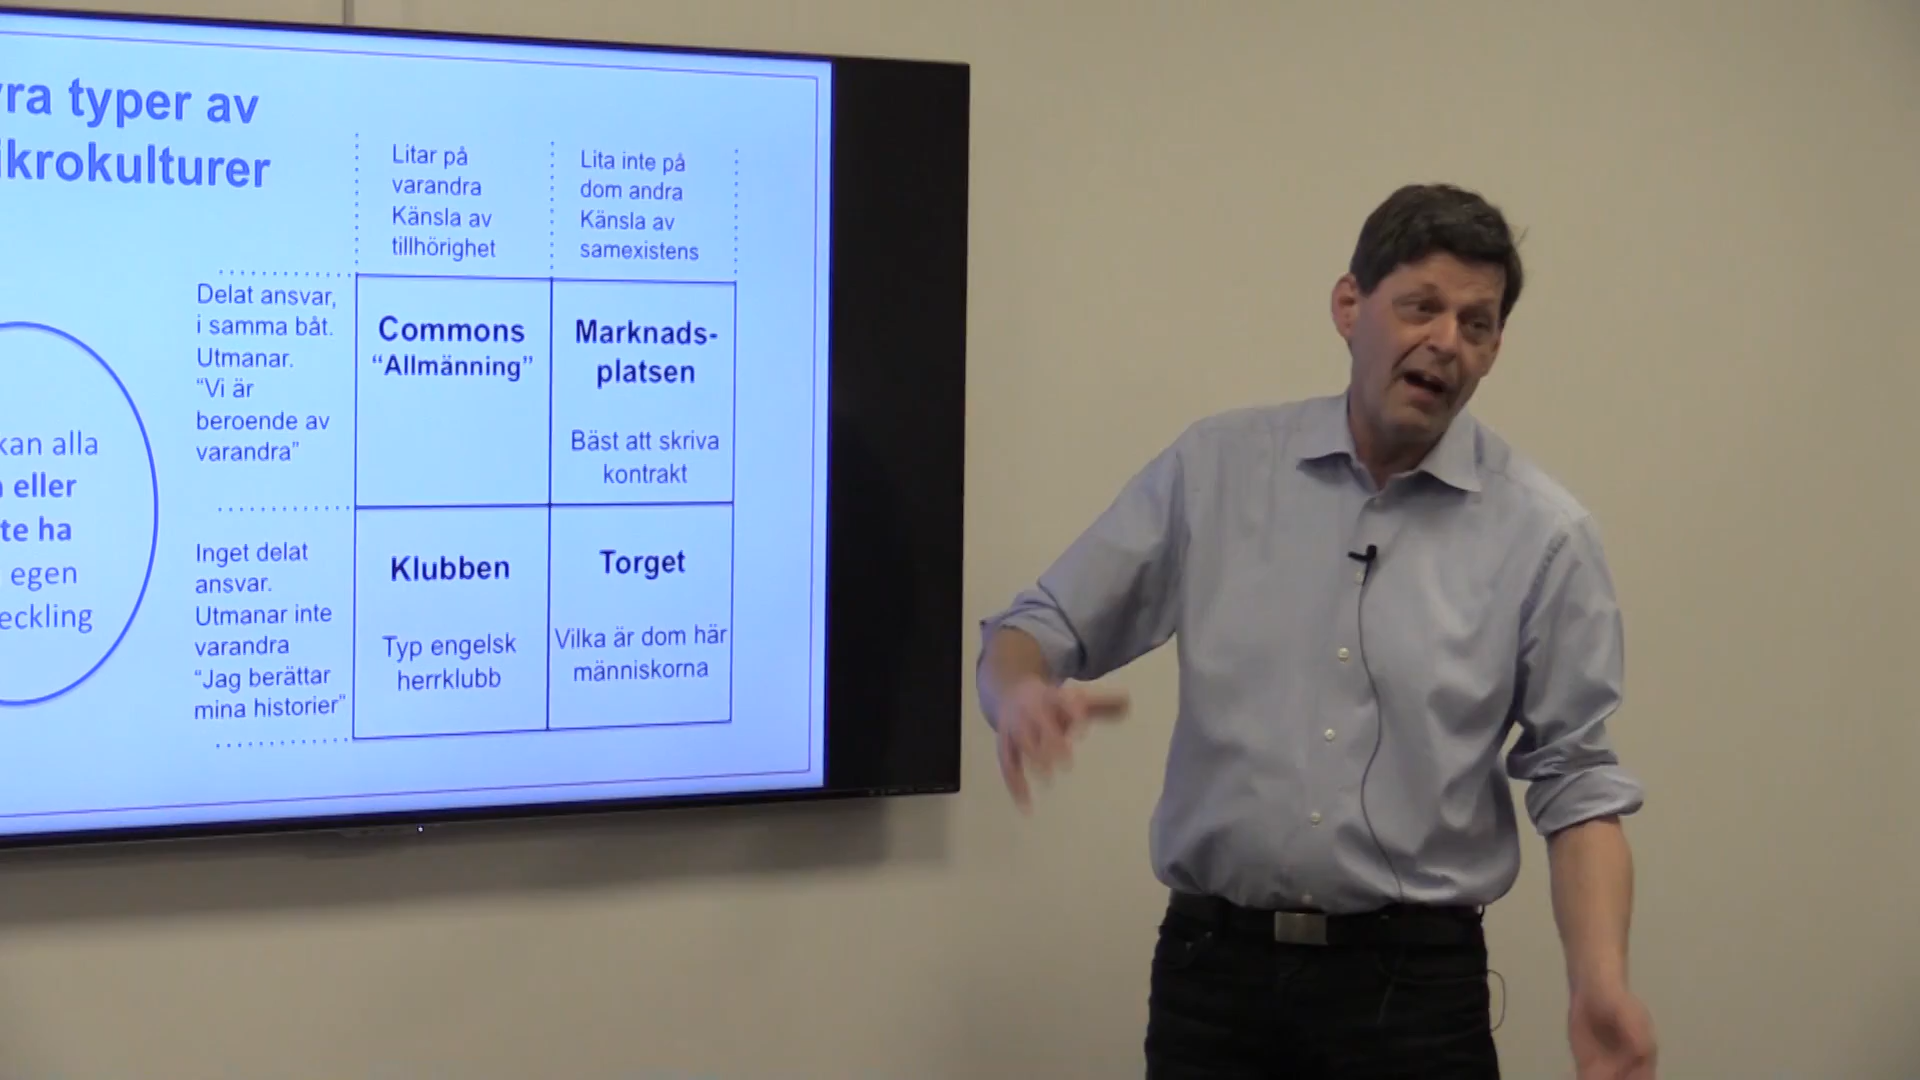 ra typer av
ikrokulturer
Litar på
varandra
Känsla av
tillhörighet
Lita inte på
dom andra
Känsla av
samexistens
Delat ansvar,
i samma båt.
Utmanar.
“Vi är
beroende av
varandra”
Commons
“Allmänning”
Marknads-
platsen
Bäst att skriva
kontrakt
kan alla
eller
te ha
egen
eckling
Inget delat
ansvar.
Utmanar inte
varandra
“Jag berättar
mina historier”
Klubben
Typ engelsk
herrklubb
Torget
Vilka är dom här
människorna